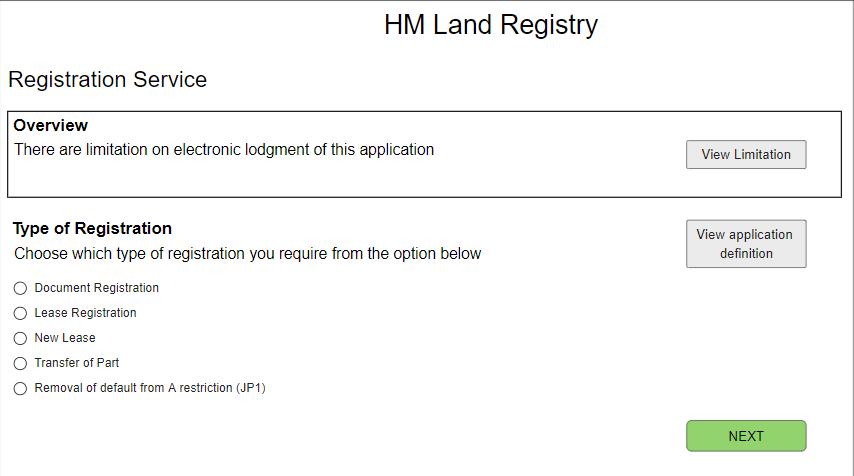 HM Land Registry
Registration Service
Overview
There are limitation on electronic lodgment of this application
View Limitation
Type of Registration
Choose which type of registration you require from the option below
View application
definition
Document Registration
Lease Registration
New Lease
Transfer of Part
Removal of default from A restriction (JP1)
NEXT